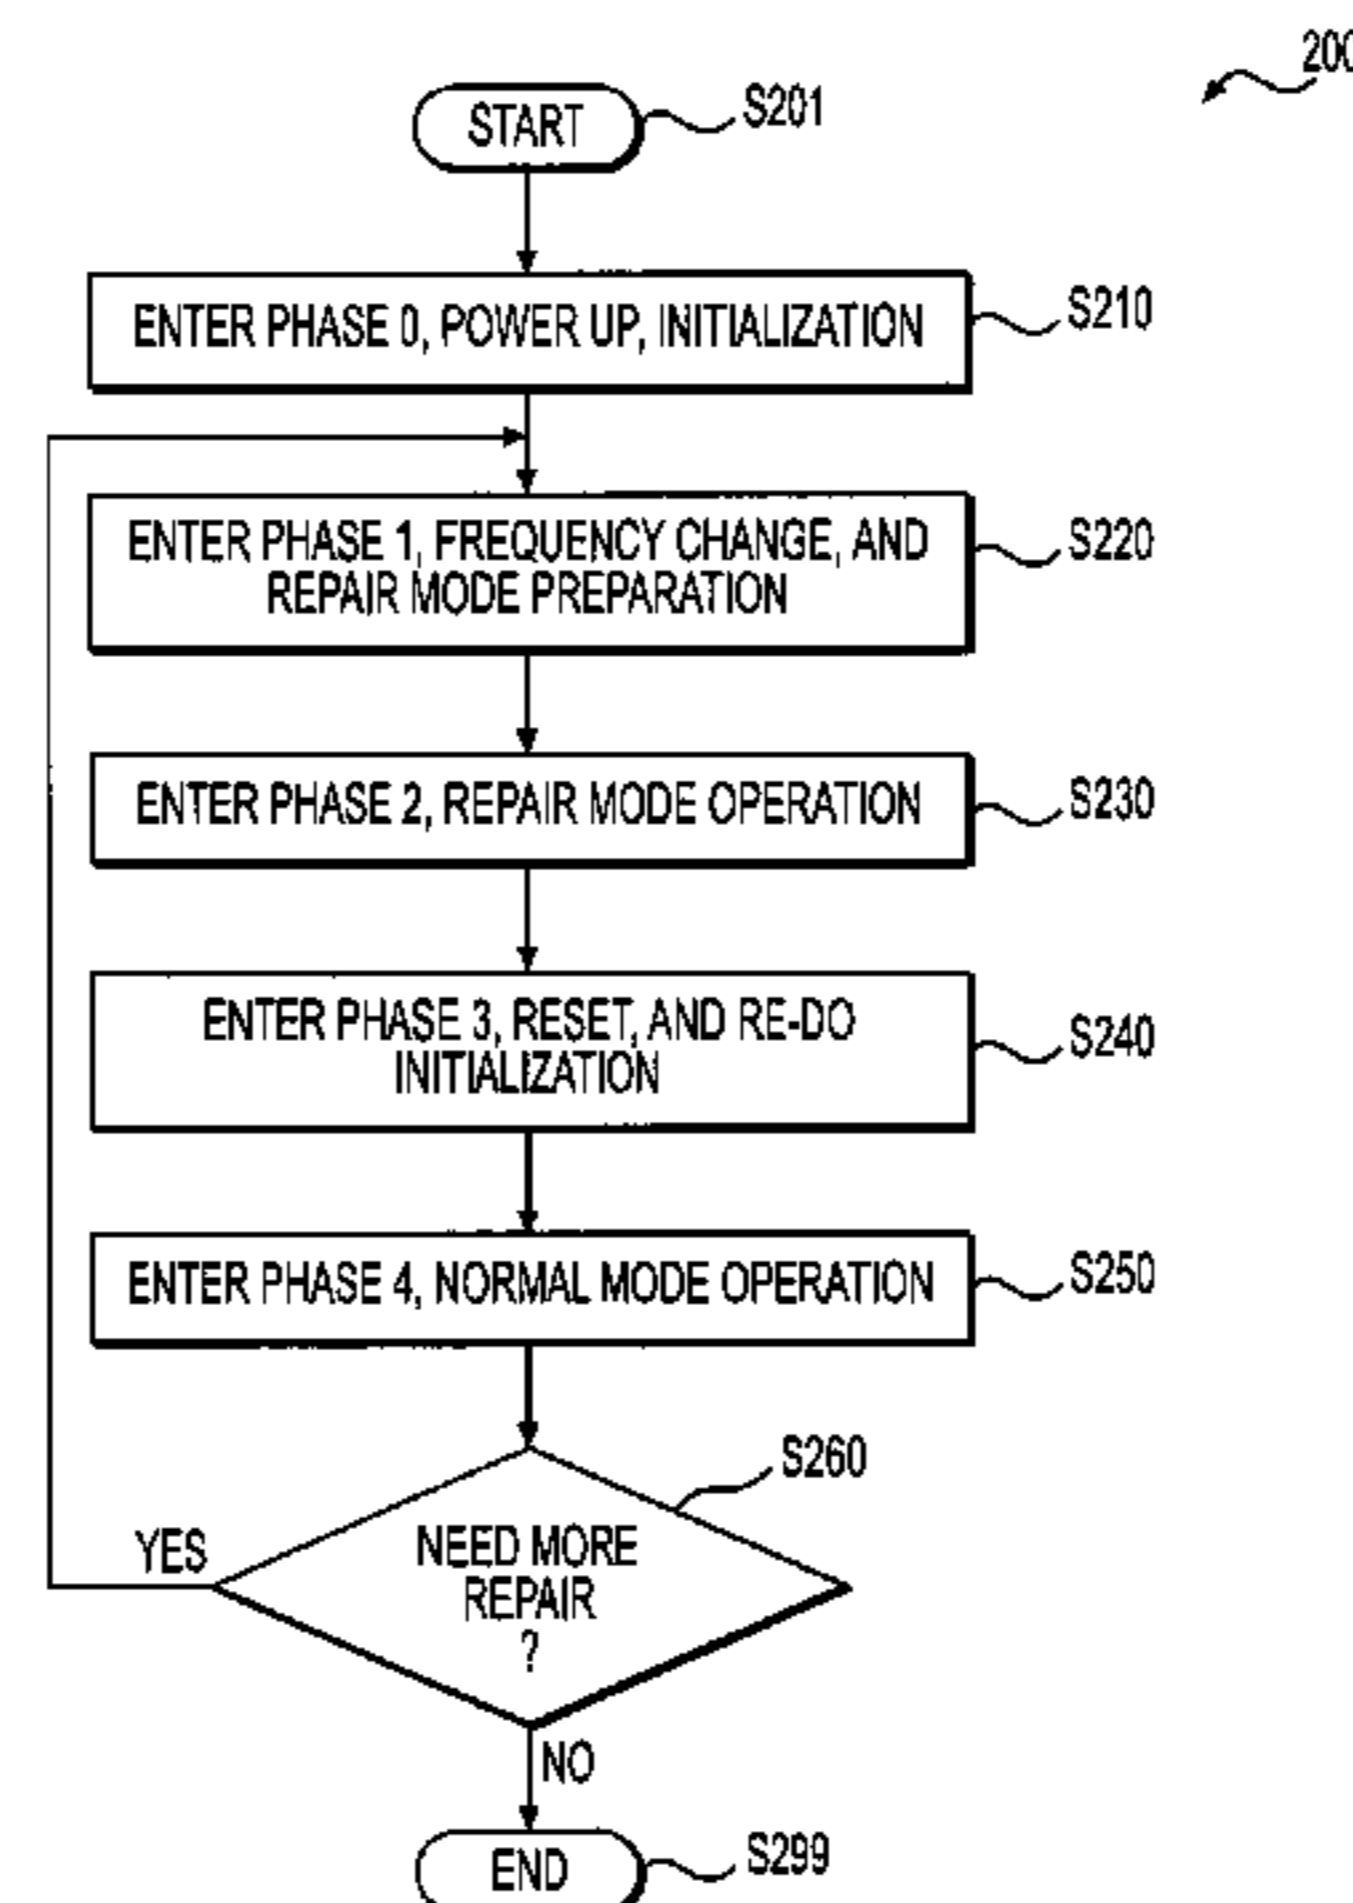 200
START
S201
ENTER PHASE 0, POWER UP, INITIALIZATION
S210
ENTER PHASE 1, FREQUENCY CHANGE, AND
REPAIR MODE PREPARATION
S220
ENTER PHASE 2, REPAIR MODE OPERATION
S230
ENTER PHASE 3, RESET, AND RE-DO
INITIALIZATION
S240
ENTER PHASE 4, NORMAL MODE OPERATION
S250
S260
NEED MORE
REPAIR
?
YES
NO
END
S299